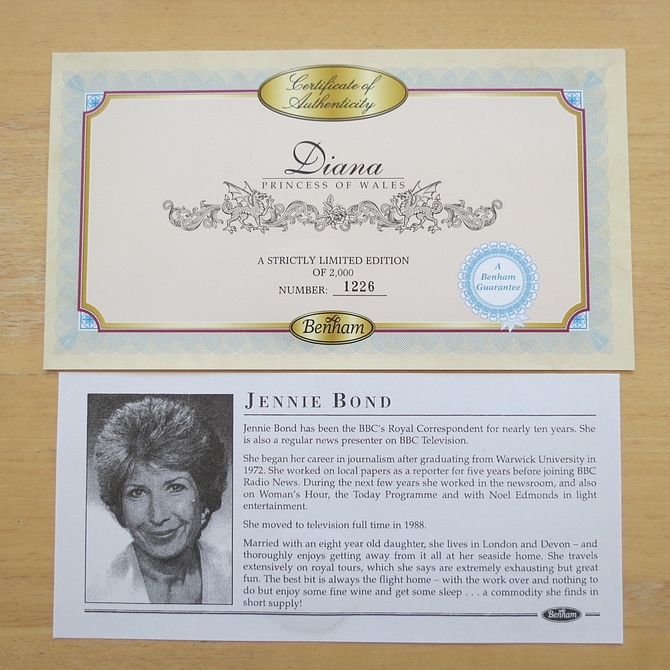 Certificate of
Authenticity
Diana
PRINCESS OF WALES
A STRICTLY LIMITED EDITION
OF 2,000
NUMBER: 1226
A
Benham
Guarantee
Benham
JENNIE BOND
Jennie Bond has been the BBC's Royal Correspondent for nearly ten years. She
is also a regular news presenter on BBC Television.
She began her career in journalism after graduating from Warwick University in
1972. She worked on local papers as a reporter for five years before joining BBC
Radio News. During the next few years she worked in the newsroom, and also
on Woman's Hour, the Today Programme and with Noel Edmonds in light
entertainment.
She moved to television full time in 1988.
Married with an eight year old daughter, she lives in London and Devon – and
thoroughly enjoys getting away from it all at her seaside home. She travels
extensively on royal tours, which she says are extremely exhausting but great
fun. The best bit is always the flight home – with the work over and nothing to
do but enjoy some fine wine and get some sleep . . . a commodity she finds in
short supply!
Benham